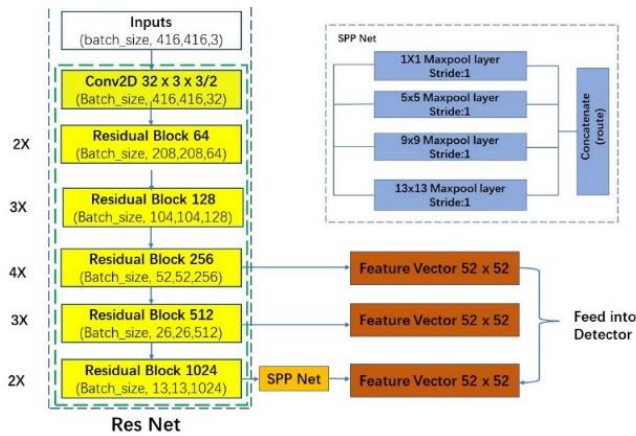 Inputs
(batch_size, 416,416,3)
Conv2D 32 x 3 x 3/2
(Batch_size, 416,416,32)
2X
Residual Block 64
(Batch_size, 208,208,64)
3X
Residual Block 128
(Batch_size, 104,104,128)
4X
Residual Block 256
(Batch_size, 52,52,256)
3X
Residual Block 512
(Batch_size, 26,26,512)
2X
Residual Block 1024
(Batch_size, 13,13,1024)
Res Net
SPP Net
SPP Net
1X1 Maxpool layer
Stride:1
5x5 Maxpool layer
Stride:1
9x9 Maxpool layer
Stride:1
13x13 Maxpool layer
Stride:1
Concatenate
(route)
Feature Vector 52 x 52
Feature Vector 52 x 52
Feature Vector 52 x 52
Feed into
Detector